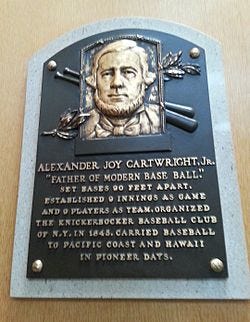 ALEXANDER JOY CARTWRIGHT, Jr.
"FATHER OF MODERN BASE BALL."
SET BASES 90 FEET APART.
ESTABLISHED 9 INNINGS AS GAME
AND 9 PLAYERS AS TEAM. ORGANIZED
THE KNICKERBOCKER BASEBALL CLUB
OF N.Y. IN 1845. CARRIED BASEBALL
TO PACIFIC COAST AND HAWAII
IN PIONEER DAYS.